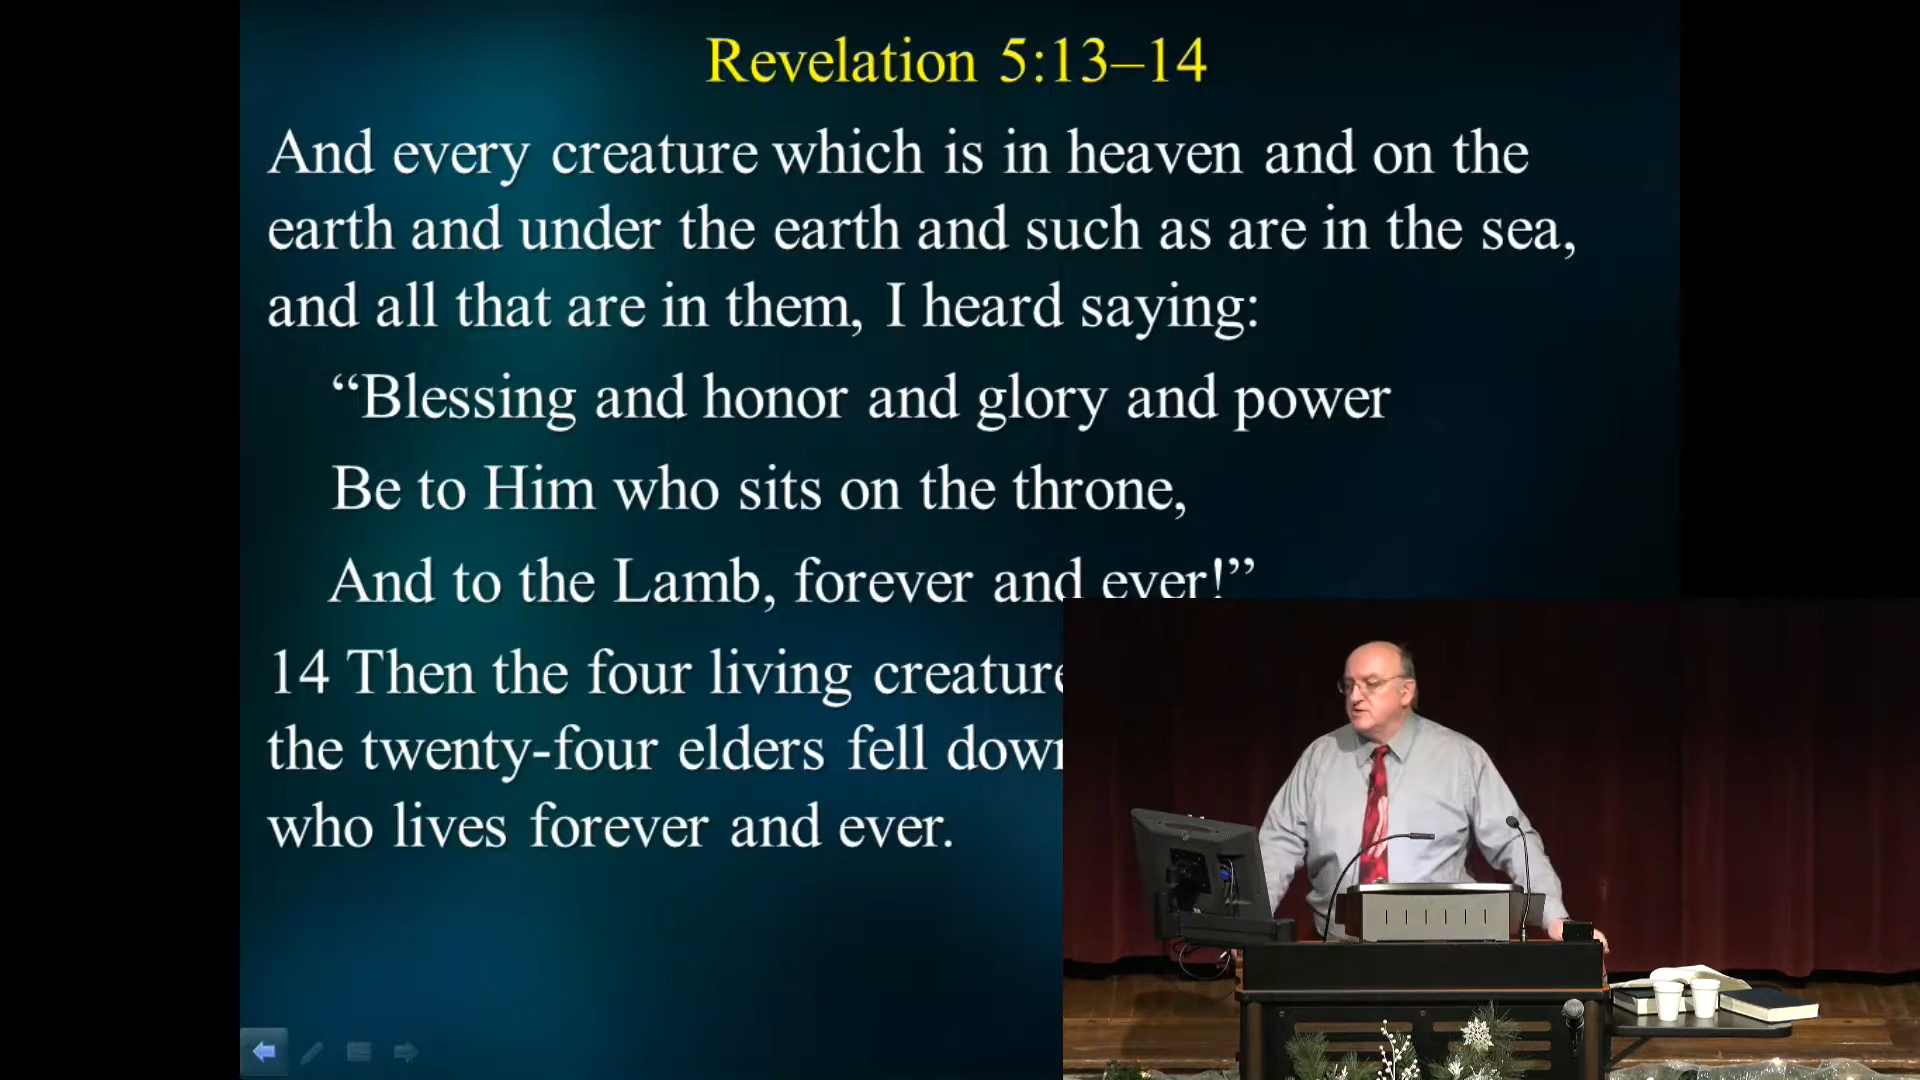 Revelation 5:13–14
And every creature which is in heaven and on the
earth and under the earth and such as are in the sea,
and all that are in them, I heard saying:
“Blessing and honor and glory and power
Be to Him who sits on the throne,
And to the Lamb, forever and ever!”
14 Then the four living
the twenty-four elders fell
who lives forever and ever.